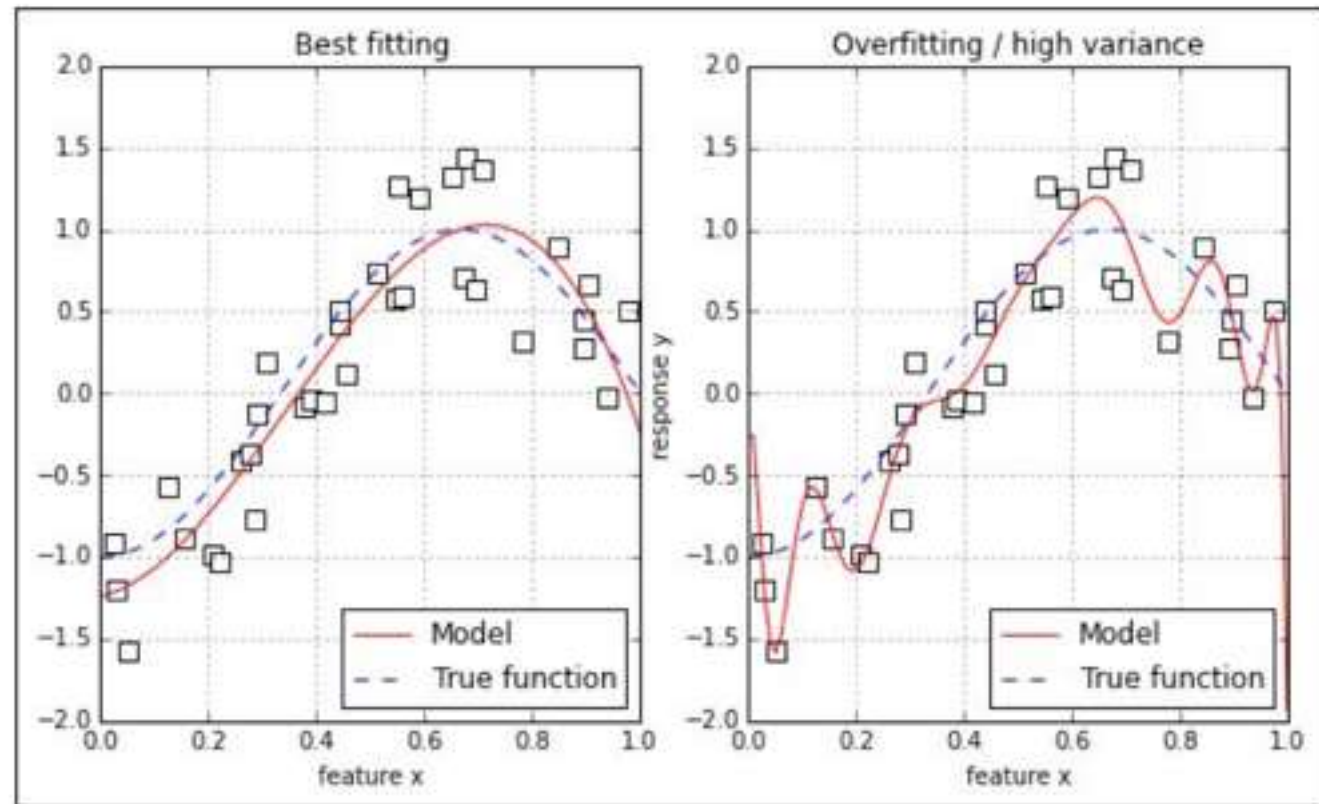 Best fitting
2.0
1.5
1.0
0.5
0.0
−0.5
−1.0
−1.5
−2.0
0.0 0.2 0.4 0.6 0.8 1.0
feature x
Model
True function
Overfitting / high variance
response y
2.0
1.5
1.0
0.5
0.0
−0.5
−1.0
−1.5
−2.0
0.0 0.2 0.4 0.6 0.8 1.0
feature x
Model
True function